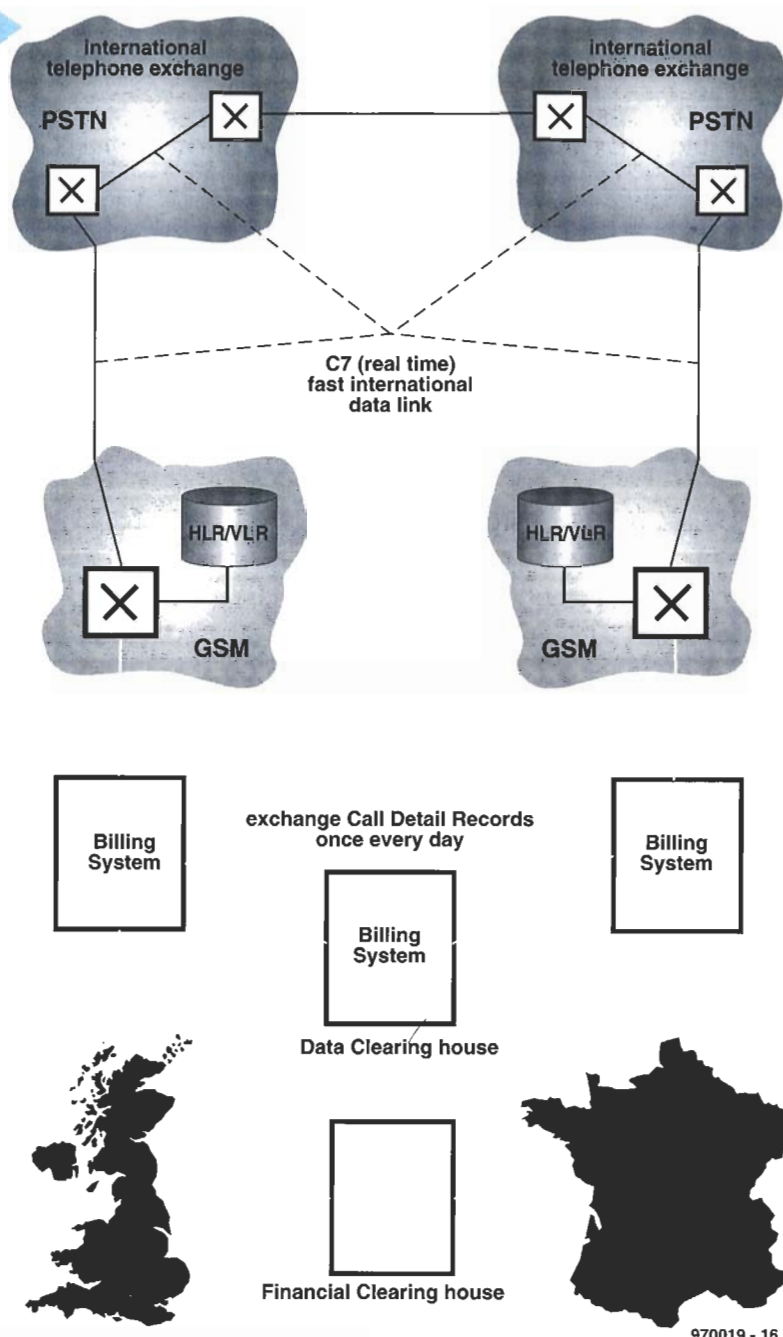 international
telephone exchange
PSTN
international
telephone exchange
PSTN
C7 (real time)
fast international
data link
HLR/VLR
GSM
HLR/VLR
GSM
Billing
System
exchange Call Detail Records
once every day
Billing
System
Billing
System
Data Clearing house
Financial Clearing house
970019 - 16